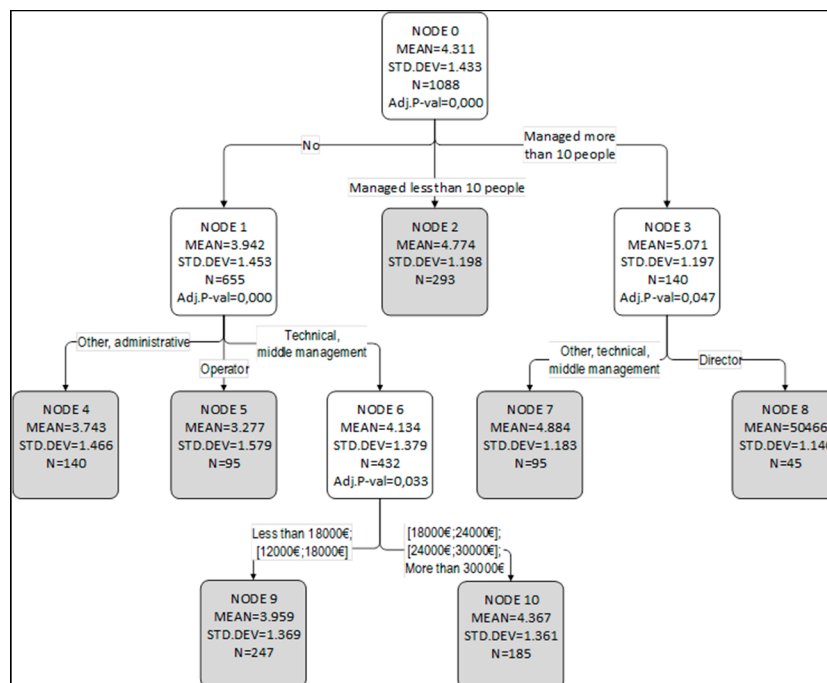 NODE 0
MEAN=4.311
STD.DEV=1.433
N=1088
Adj.P-val=0,000
No
Managed more
than 10 people
Managed less than 10 people
NODE 1
MEAN=3.942
STD.DEV=1.453
N=655
Adj.P-val=0,000
NODE 2
MEAN=4.774
STD.DEV=1.198
N=293
NODE 3
MEAN=5.071
STD.DEV=1.197
N=140
Adj.P-val=0,047
Other, administrative
Operator
Technical,
middle management
Other, technical,
middle management
Director
NODE 4
MEAN=3.743
STD.DEV=1.466
N=140
NODE 5
MEAN=3.277
STD.DEV=1.579
N=95
NODE 6
MEAN=4.134
STD.DEV=1.379
N=432
Adj.P-val=0,033
NODE 7
MEAN=4.884
STD.DEV=1.183
N=95
NODE 8
MEAN=50466
STD.DEV=1.140
N=45
Less than 18000€;
[12000€;18000€]
[18000€;24000€];
[24000€;30000€];
More than 30000€
NODE 9
MEAN=3.959
STD.DEV=1.369
N=247
NODE 10
MEAN=4.367
STD.DEV=1.361
N=185